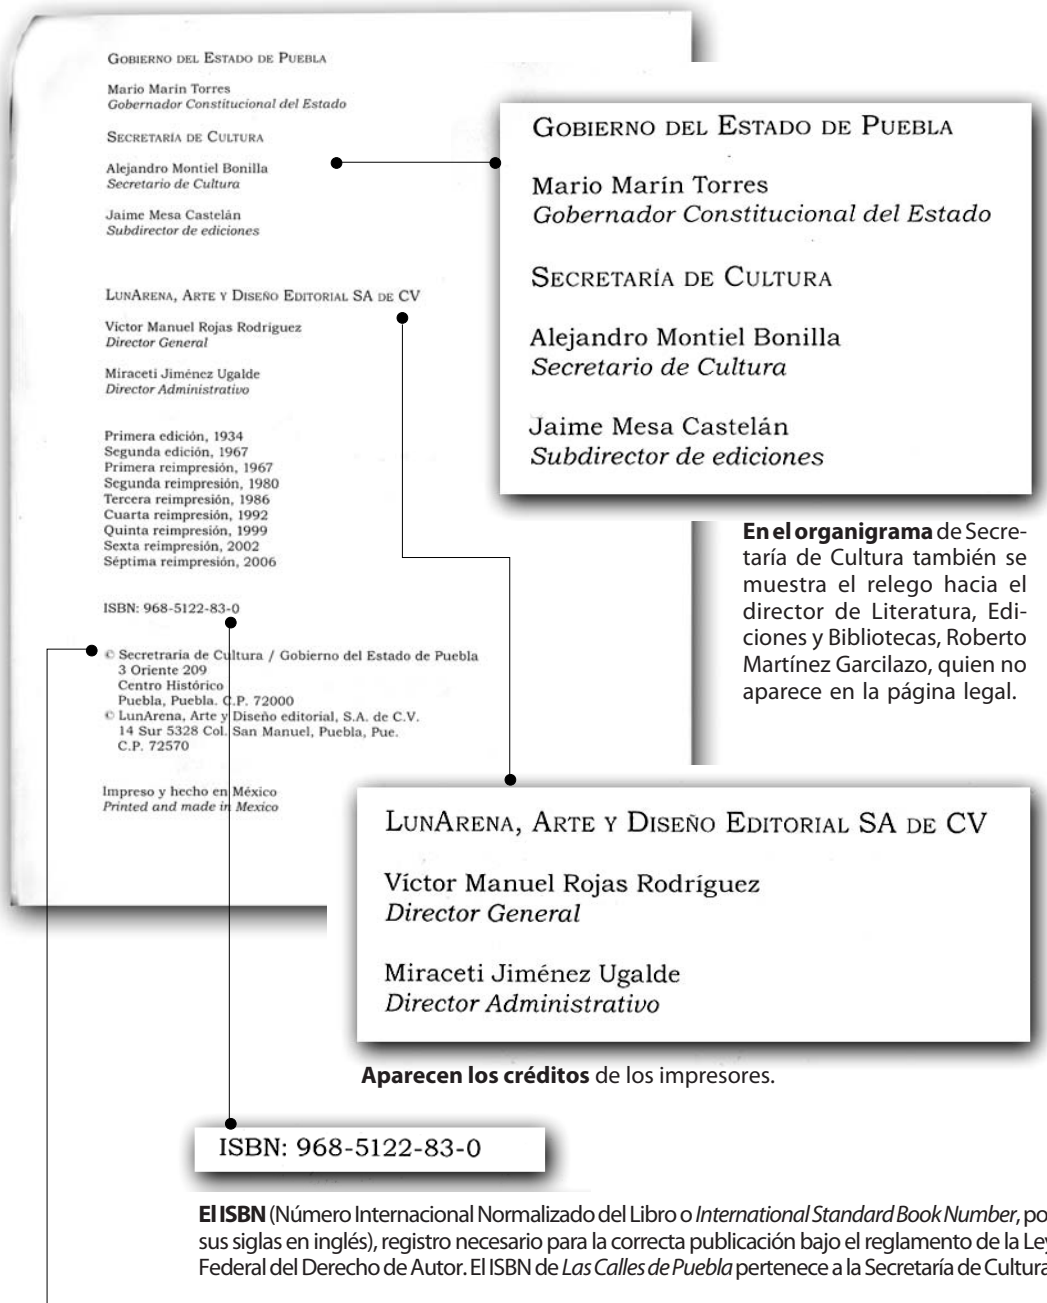 GOBIERNO DEL ESTADO DE PUEBLA
Mario Marín Torres
Gobernador Constitucional del Estado
SECRETARÍA DE CULTURA
Alejandro Montiel Bonilla
Secretario de Cultura
Jaime Mesa Castelán
Subdirector de ediciones
LUNARENA, ARTE Y DISEÑO EDITORIAL SA DE CV
Víctor Manuel Rojas Rodríguez
Director General
Miraceti Jiménez Ugalde
Director Administrativo
Primera edición, 1934
Segunda edición, 1967
Primera reimpresión, 1967
Segunda reimpresión, 1980
Tercera reimpresión, 1986
Cuarta reimpresión, 1992
Quinta reimpresión, 1999
Sexta reimpresión, 2002
Séptima reimpresión, 2006
ISBN: 968-5122-83-0
© Secretraria de Cultura / Gobierno del Estado de Puebla
3 Oriente 209
Centro Histórico
Puebla, Puebla. C.P. 72000
© LunArena, Arte y Diseño editorial, S.A. de C.V.
14 Sur 5328 Col. San Manuel, Puebla, Pue.
C.P. 72570
Impreso y hecho en México
Printed and made in Mexico
GOBIERNO DEL ESTADO DE PUEBLA
Mario Marín Torres
Gobernador Constitucional del Estado
SECRETARÍA DE CULTURA
Alejandro Montiel Bonilla
Secretario de Cultura
Jaime Mesa Castelán
Subdirector de ediciones
En el organigrama de Secre-
taría de Cultura también se
muestra el relego hacia el
director de Literatura, Edi-
ciones y Bibliotecas, Roberto
Martínez Garcilazo, quien no
aparece en la página legal.
LUNARENA, ARTE Y DISEÑO EDITORIAL SA DE CV
Víctor Manuel Rojas Rodríguez
Director General
Miraceti Jiménez Ugalde
Director Administrativo
Aparecen los créditos de los impresores.
ISBN: 968-5122-83-0
El ISBN (Número Internacional Normalizado del Libro o International Standard Book Number, po
sus siglas en inglés), registro necesario para la correcta publicación bajo el reglamento de la Ley
Federal del Derecho de Autor. El ISBN de Las Calles de Puebla pertenece a la Secretaría de Cultura